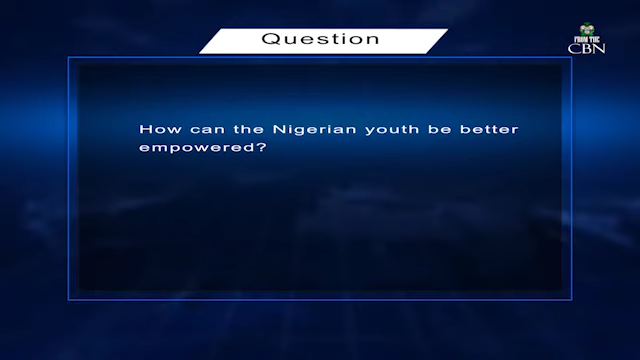 Question
FROM THE
CBN
How can the Nigerian youth be better
empowered?